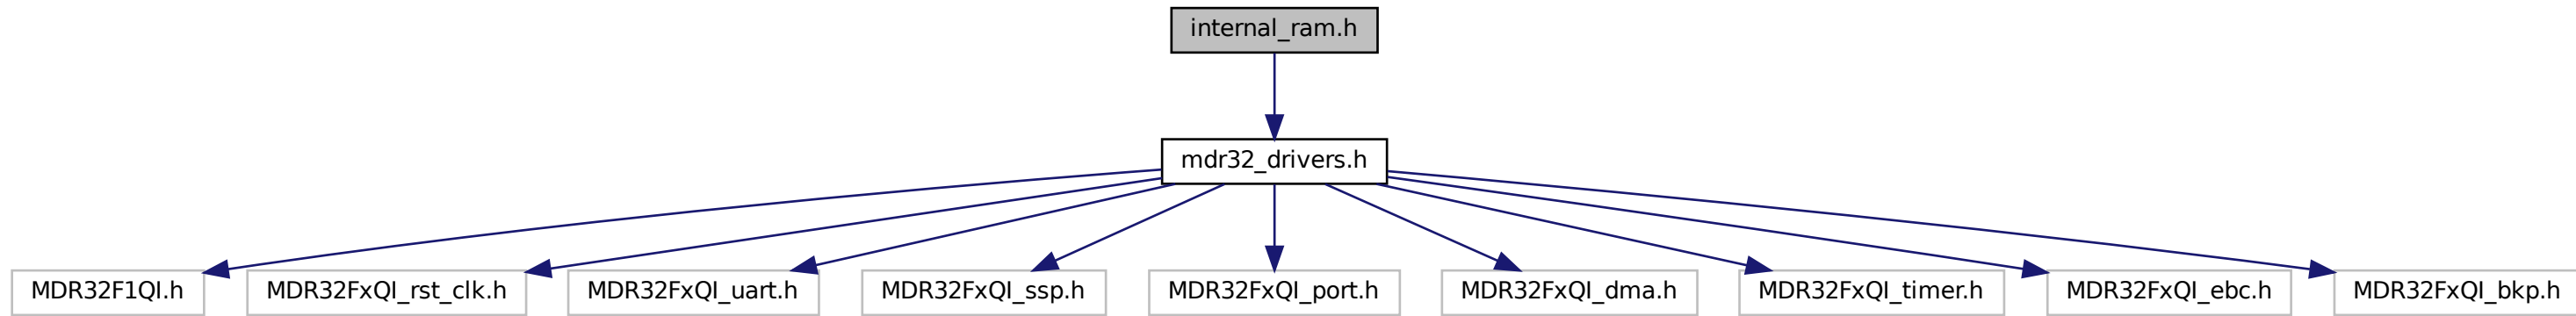 internal_ram.h
mdr32_drivers.h
MDR32F1QI.h
MDR32FxQI_rst_clk.h
MDR32FxQI_uart.h
MDR32FxQI_ssp.h
MDR32FxQI_port.h
MDR32FxQI_dma.h
MDR32FxQI_timer.h
MDR32FxQI_ebc.h
MDR32FxQI_bkp.h